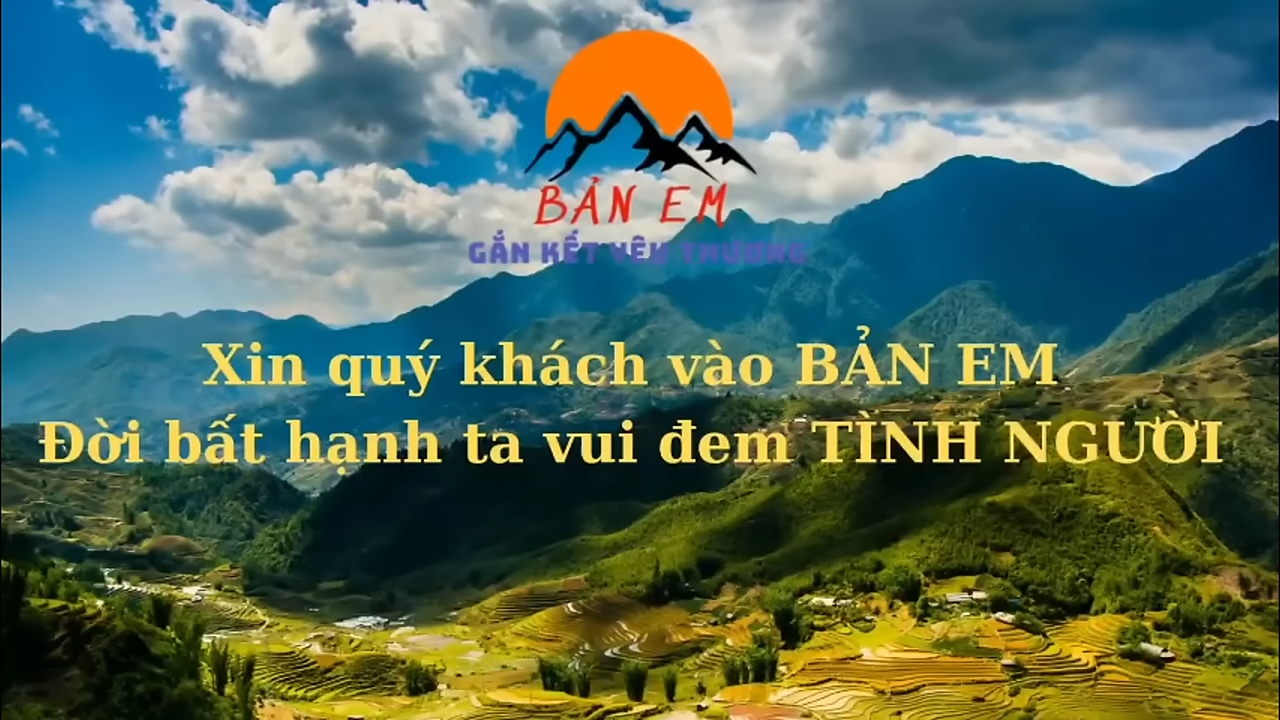 BẢN EM
GẮN KẾT YÊU THƯƠNG
Xin quý khách vào BẢN EM
Đời bất hạnh ta vui đem TÌNH NGƯỜI